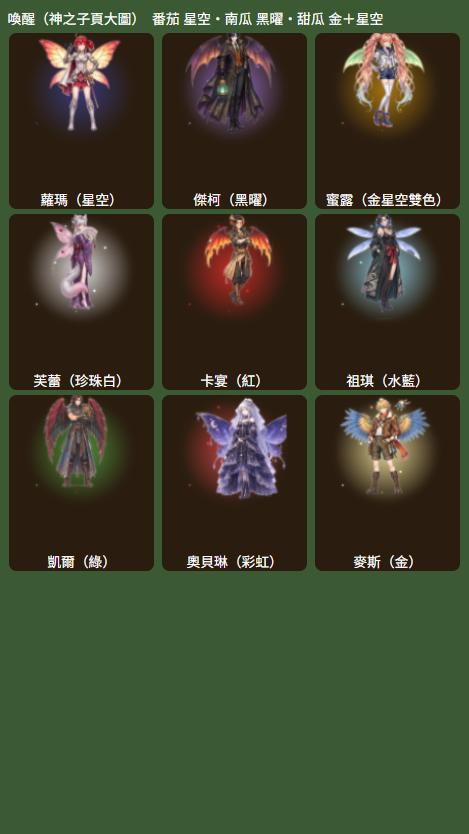 喚醒（神之子頁大圖） 番茄 星空・南瓜 黑曜・甜瓜 金＋星空
蘿瑪（星空）
傑柯（黑曜）
蜜露（金星空雙色）
芙蕾（珍珠白）
卡宴（紅）
祖琪（水藍）
凱爾（綠）
奧貝琳（彩虹）
麥斯（金）